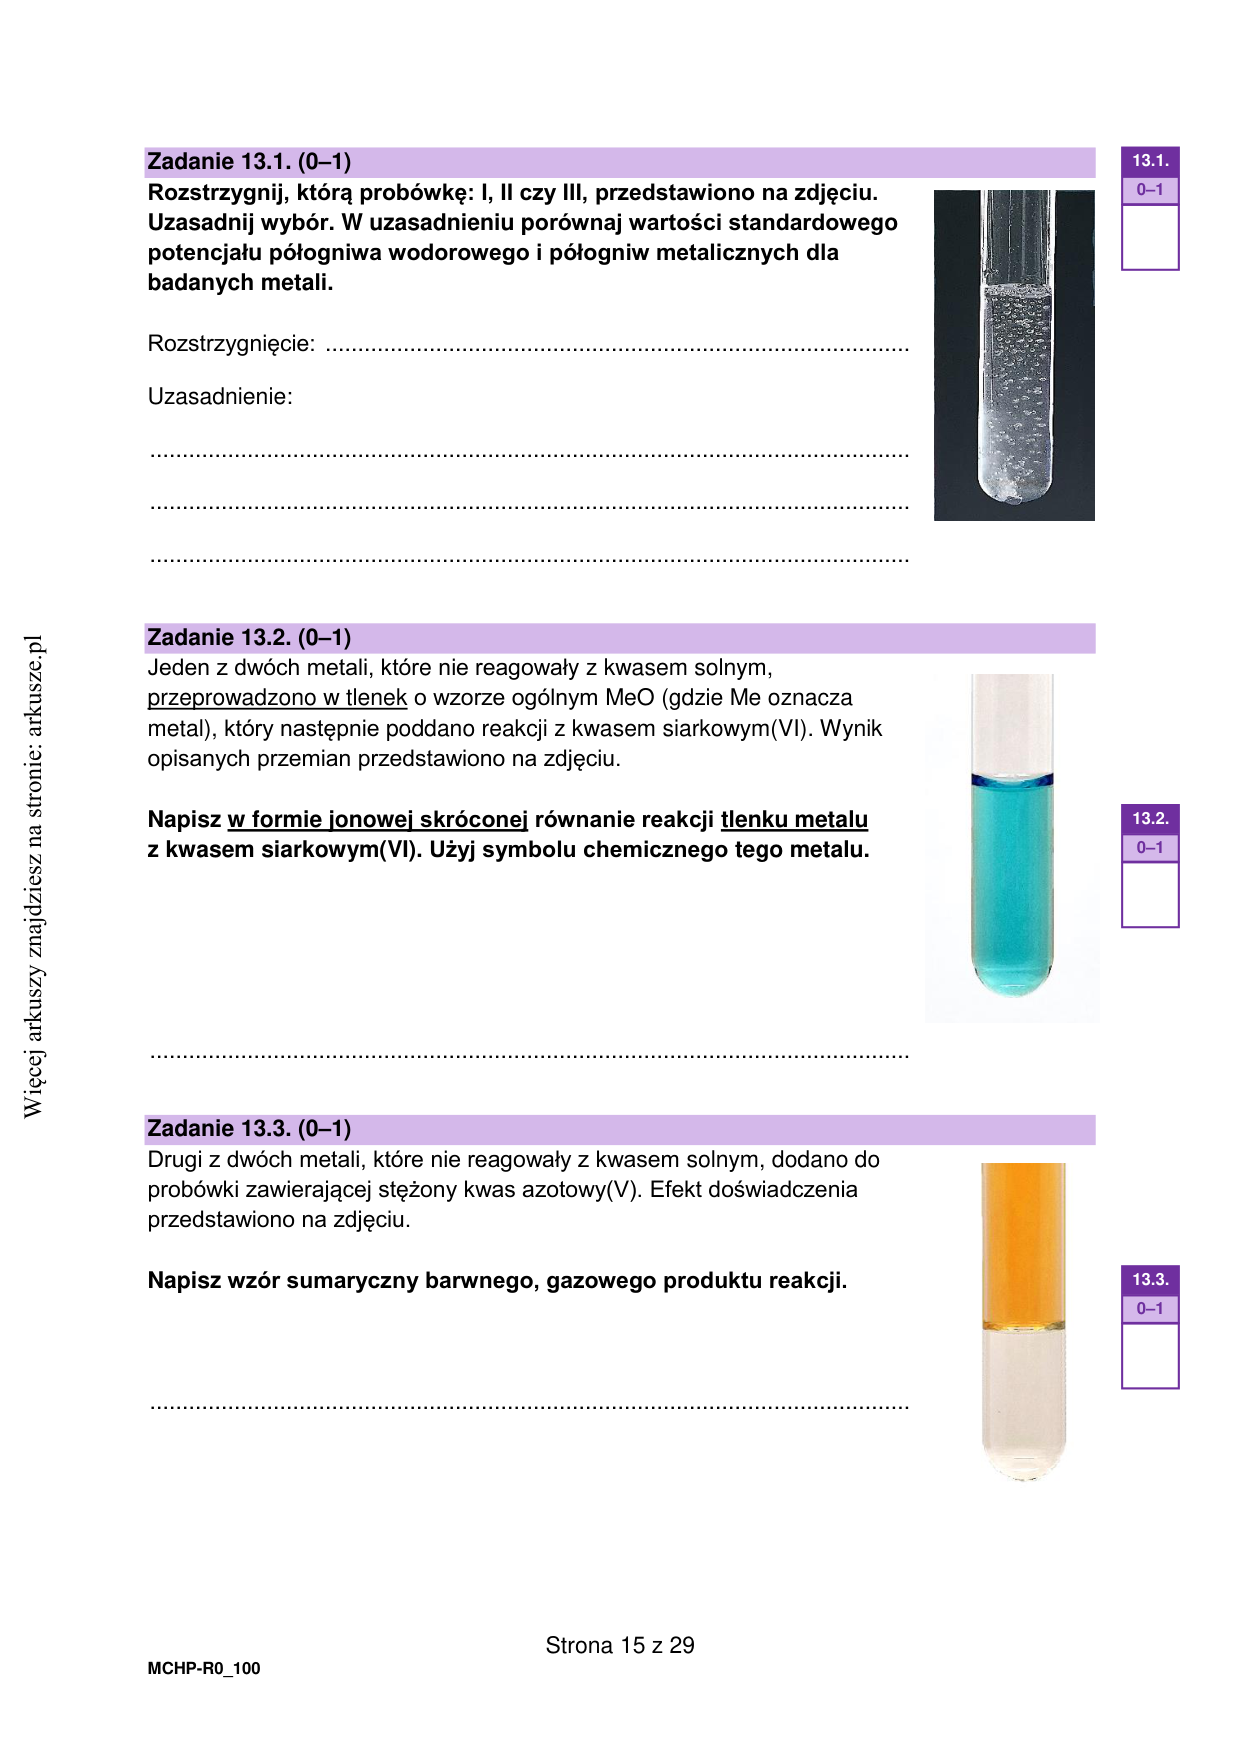 Zadanie 13.1. (0–1)
13.1.
0–1
Rozstrzygnij, którą probówkę: I, II czy III, przedstawiono na zdjęciu.
Uzasadnij wybór. W uzasadnieniu porównaj wartości standardowego
potencjału półogniwa wodorowego i półogniw metalicznych dla
badanych metali.
Rozstrzygnięcie: ..........................................................................................
Uzasadnienie:
.....................................................................................................................
.....................................................................................................................
.....................................................................................................................
Zadanie 13.2. (0–1)
Jeden z dwóch metali, które nie reagowały z kwasem solnym,
przeprowadzono w tlenek o wzorze ogólnym MeO (gdzie Me oznacza
metal), który następnie poddano reakcji z kwasem siarkowym(VI). Wynik
opisanych przemian przedstawiono na zdjęciu.
Napisz w formie jonowej skróconej równanie reakcji tlenku metalu
z kwasem siarkowym(VI). Użyj symbolu chemicznego tego metalu.
13.2.
0–1
.....................................................................................................................
Zadanie 13.3. (0–1)
Drugi z dwóch metali, które nie reagowały z kwasem solnym, dodano do
probówki zawierającej stężony kwas azotowy(V). Efekt doświadczenia
przedstawiono na zdjęciu.
Napisz wzór sumaryczny barwnego, gazowego produktu reakcji.
13.3.
0–1
.....................................................................................................................
Strona 15 z 29
MCHP-R0_100
Więcej arkuszy znajdziesz na stronie: arkusze.pl